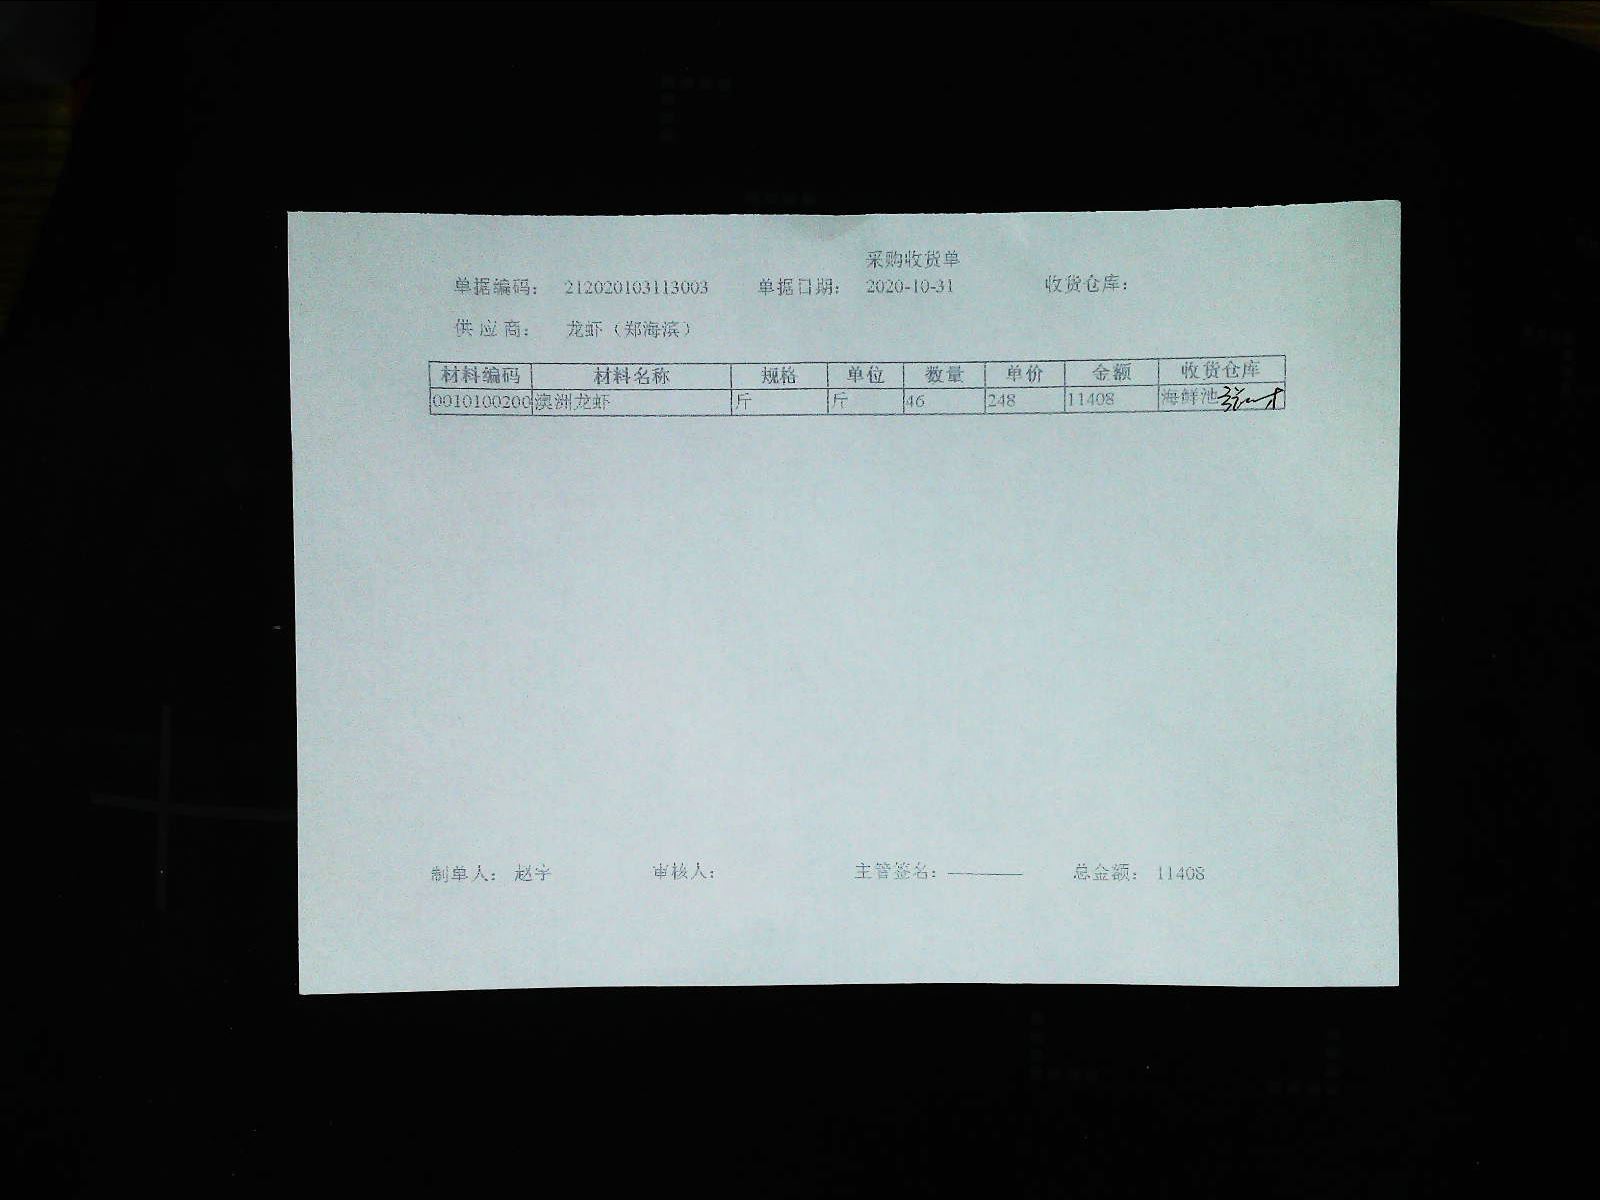 采购收货单
单据编码: 212020103113003 单据日期: 2020-10-31 收货仓库:
供 应 商: 龙虾（郑海滨）
材料编码 材料名称 规格 单位 数量 单价 金额 收货仓库
0010100200 澳洲龙虾 斤 斤 46 248 11408 海鲜池
制单人: 赵宇 审核人: 主管签名: 总金额: 11408